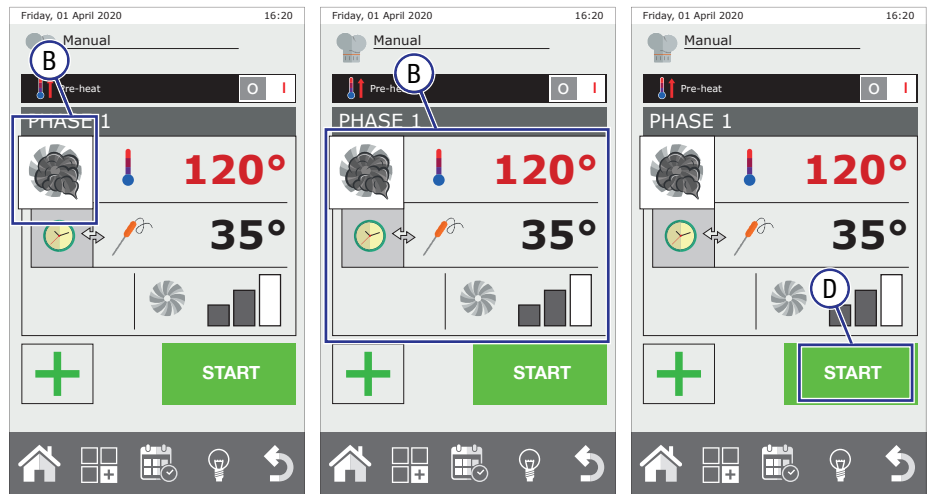 Friday, 01 April 2020 16:20
Manual
B
Pre-heat O I
PHASE 1
120°
35°
START
Friday, 01 April 2020 16:20
Manual
B
Pre-he O I
PHASE 1
120°
35°
START
Friday, 01 April 2020 16:20
Manual
Pre-heat O I
PHASE 1
120°
35°
D
START